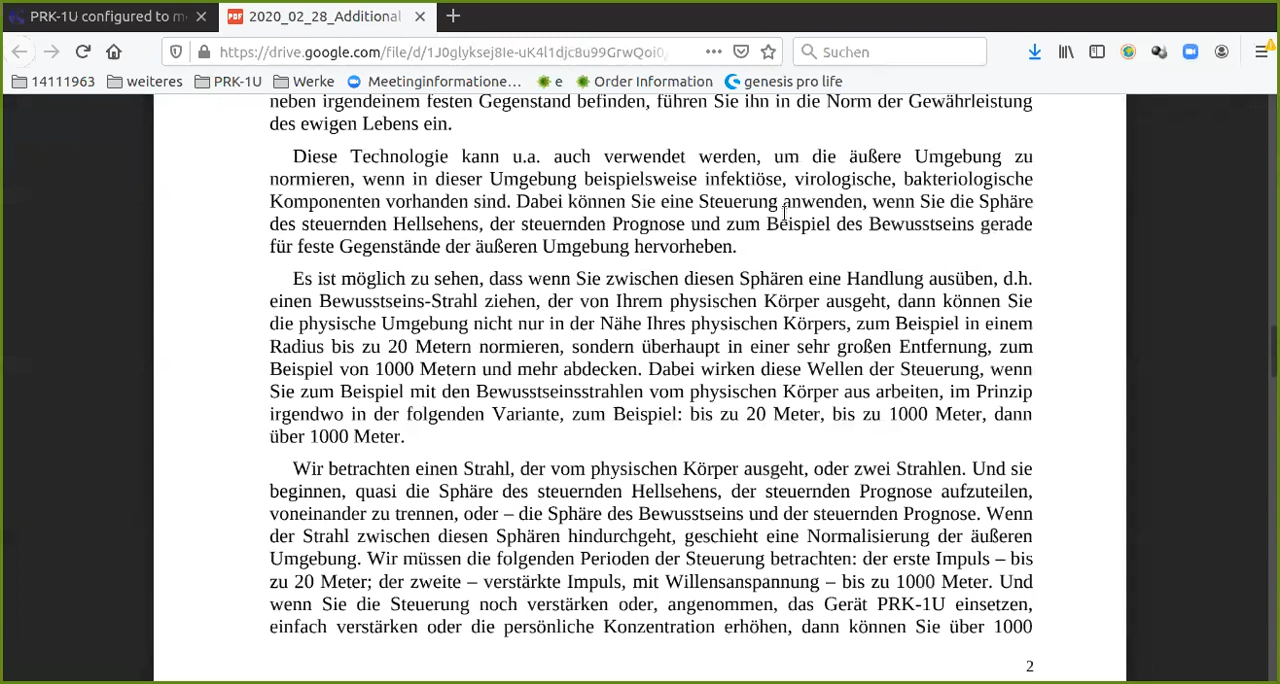 PRK-1U configured to m
2020_02_28_Additional
https://drive.google.com/file/d/1J0glyksej8Ie-uK4l1djcBu99GrwQoi0
Suchen
14111963 weiteres PRK-1U Werke Meetinginformatione... e Order Information genesis pro life
neben irgendeinem festen Gegenstand befinden, führen Sie ihn in die Norm der Gewährleistung
des ewigen Lebens ein.
Diese Technologie kann u.a. auch verwendet werden, um die äußere Umgebung zu
normieren, wenn in dieser Umgebung beispielsweise infektiöse, virologische, bakteriologische
Komponenten vorhanden sind. Dabei können Sie eine Steuerung anwenden, wenn Sie die Sphäre
des steuernden Hellsehens, der steuernden Prognose und zum Beispiel des Bewusstseins gerade
für feste Gegenstände der äußeren Umgebung hervorheben.
Es ist möglich zu sehen, dass wenn Sie zwischen diesen Sphären eine Handlung ausüben, d.h.
einen Bewusstseins-Strahl ziehen, der von Ihrem physischen Körper ausgeht, dann können Sie
die physische Umgebung nicht nur in der Nähe Ihres physischen Körpers, zum Beispiel in einem
Radius bis zu 20 Metern normieren, sondern überhaupt in einer sehr großen Entfernung, zum
Beispiel von 1000 Metern und mehr abdecken. Dabei wirken diese Wellen der Steuerung, wenn
Sie zum Beispiel mit den Bewusstseinsstrahlen vom physischen Körper aus arbeiten, im Prinzip
irgendwo in der folgenden Variante, zum Beispiel: bis zu 20 Meter, bis zu 1000 Meter, dann
über 1000 Meter.
Wir betrachten einen Strahl, der vom physischen Körper ausgeht, oder zwei Strahlen. Und sie
beginnen, quasi die Sphäre des steuernden Hellsehens, der steuernden Prognose aufzuteilen,
voneinander zu trennen, oder – die Sphäre des Bewusstseins und der steuernden Prognose. Wenn
der Strahl zwischen diesen Sphären hindurchgeht, geschieht eine Normalisierung der äußeren
Umgebung. Wir müssen die folgenden Perioden der Steuerung betrachten: der erste Impuls – bis
zu 20 Meter; der zweite – verstärkte Impuls, mit Willensanspannung – bis zu 1000 Meter. Und
wenn Sie die Steuerung noch verstärken oder, angenommen, das Gerät PRK-1U einsetzen,
einfach verstärken oder die persönliche Konzentration erhöhen, dann können Sie über 1000
2